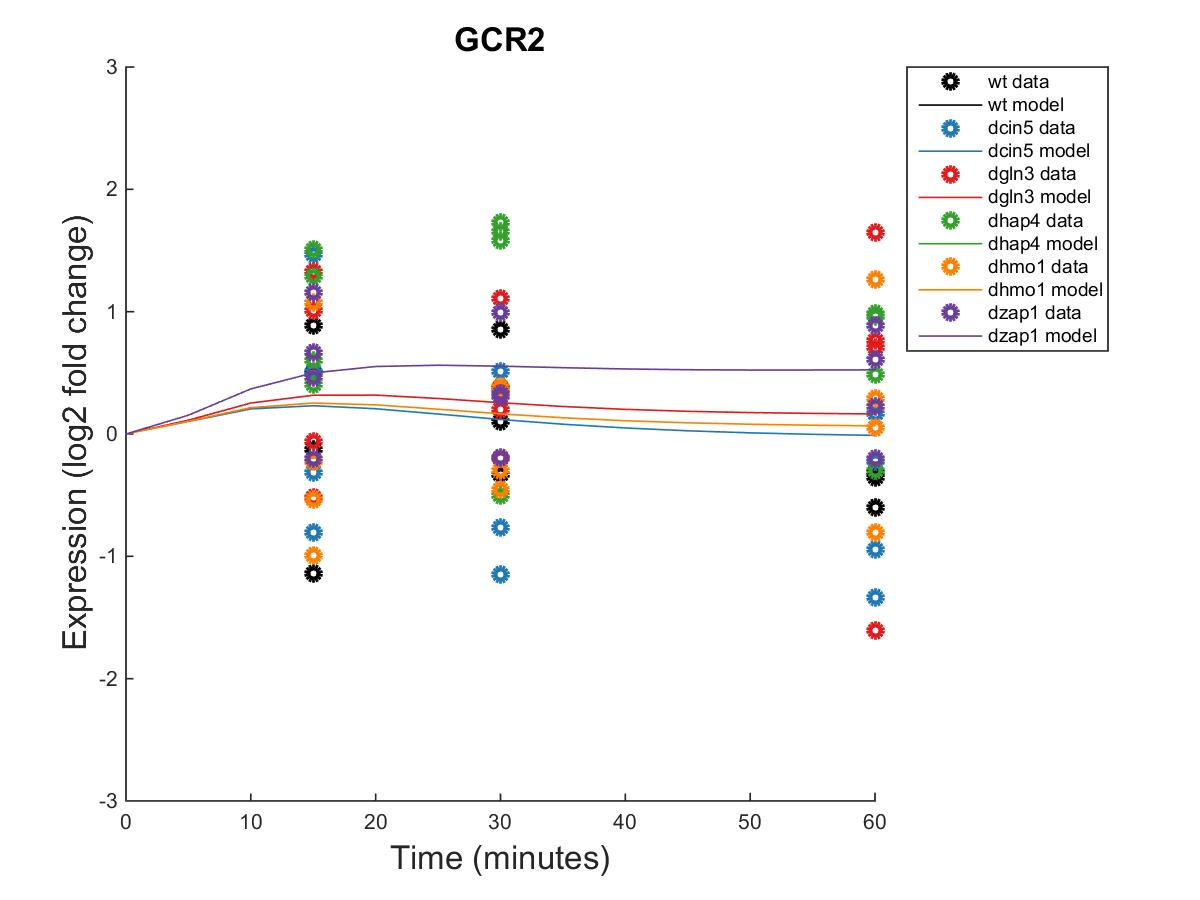 GCR2
3
2
1
0
-1
-2
-3
Expression (log2 fold change)
0 10 20 30 40 50 60
Time (minutes)
wt data
wt model
dcin5 data
dcin5 model
dgln3 data
dgln3 model
dhap4 data
dhap4 model
dhmo1 data
dhmo1 model
dzap1 data
dzap1 model